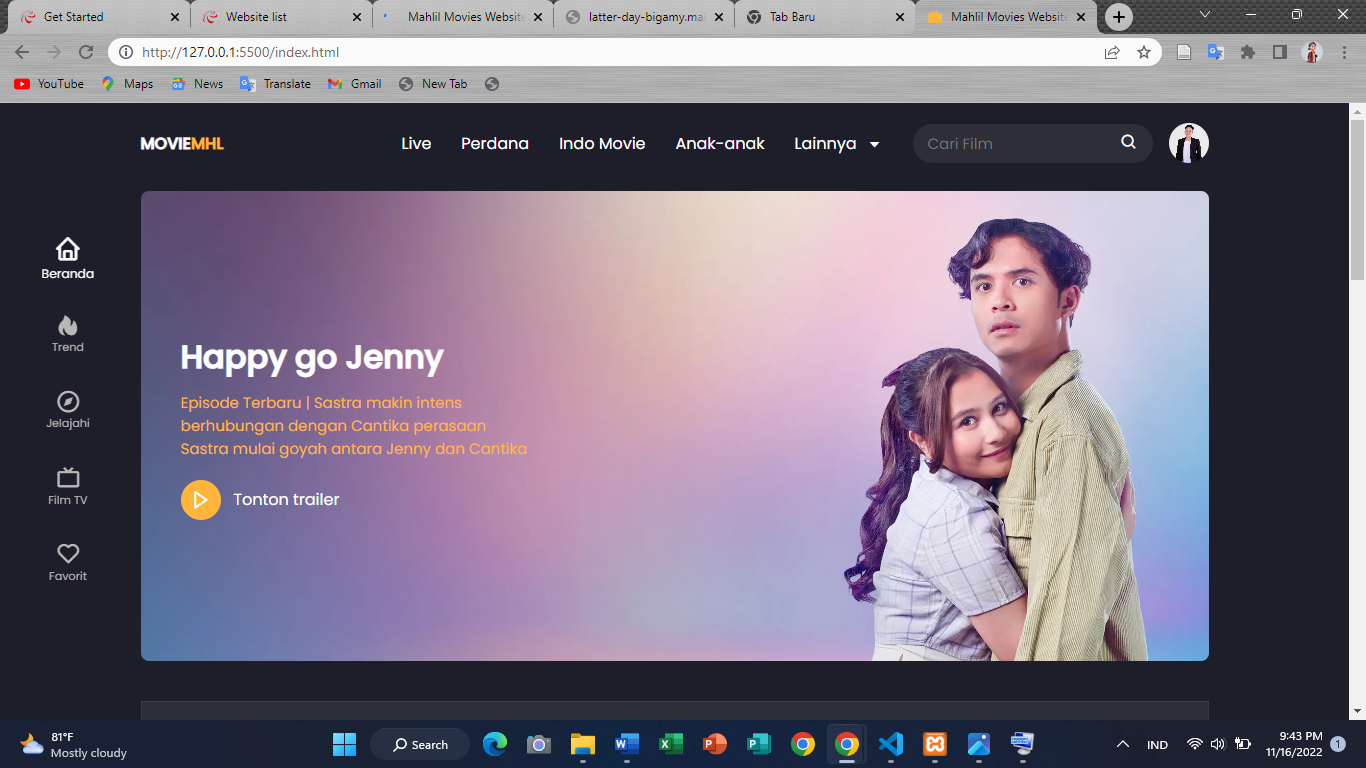 Get Started
Website list
Mahlil Movies Website
latter-day-bigamy.mal
Tab Baru
Mahlil Movies Website
http://127.0.0.1:5500/index.html
YouTube
Maps
News
Translate
Gmail
New Tab
MOVIEMHL
Live
Perdana
Indo Movie
Anak-anak
Lainnya
Cari Film
Beranda
Trend
Jelajahi
Film TV
Favorit
Happy go Jenny
Episode Terbaru | Sastra makin intens
berhubungan dengan Cantika perasaan
Sastra mulai goyah antara Jenny dan Cantika
Tonton trailer
81°F
Mostly cloudy
Search
IND
9:43 PM
11/16/2022
1